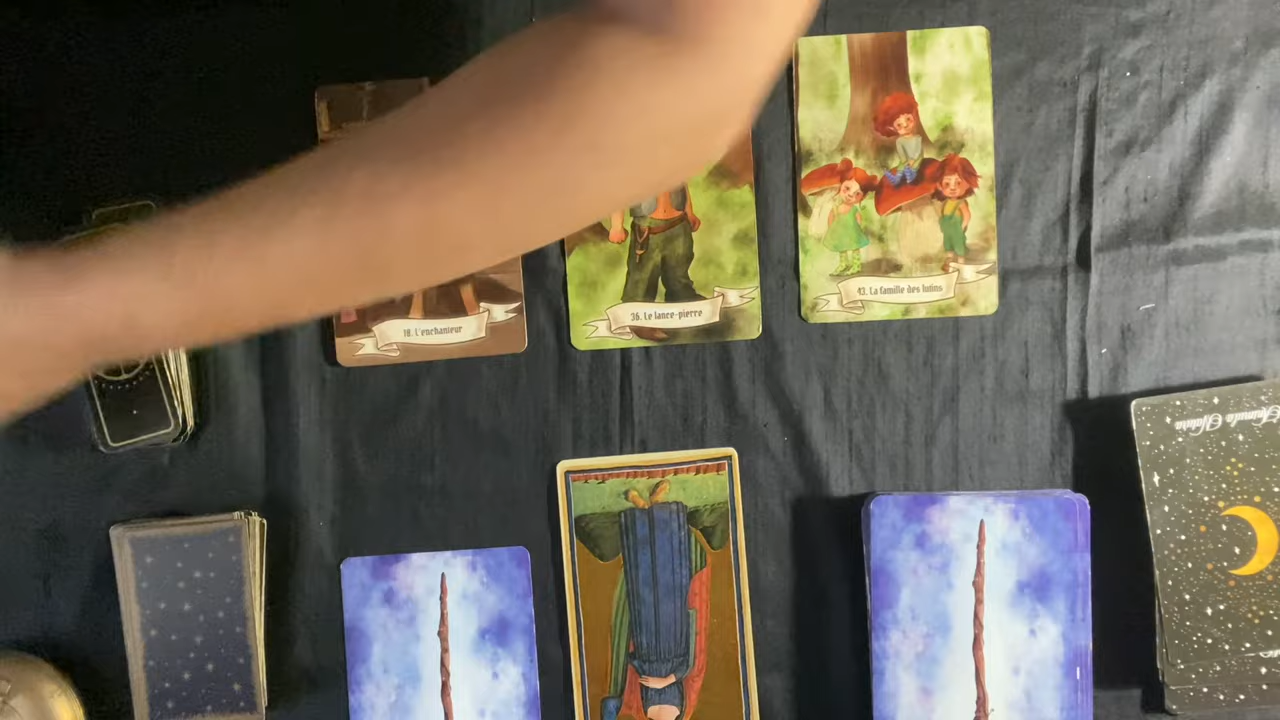 18. L'enchanteur
36. Le lance-pierre
43. La famille des lutins